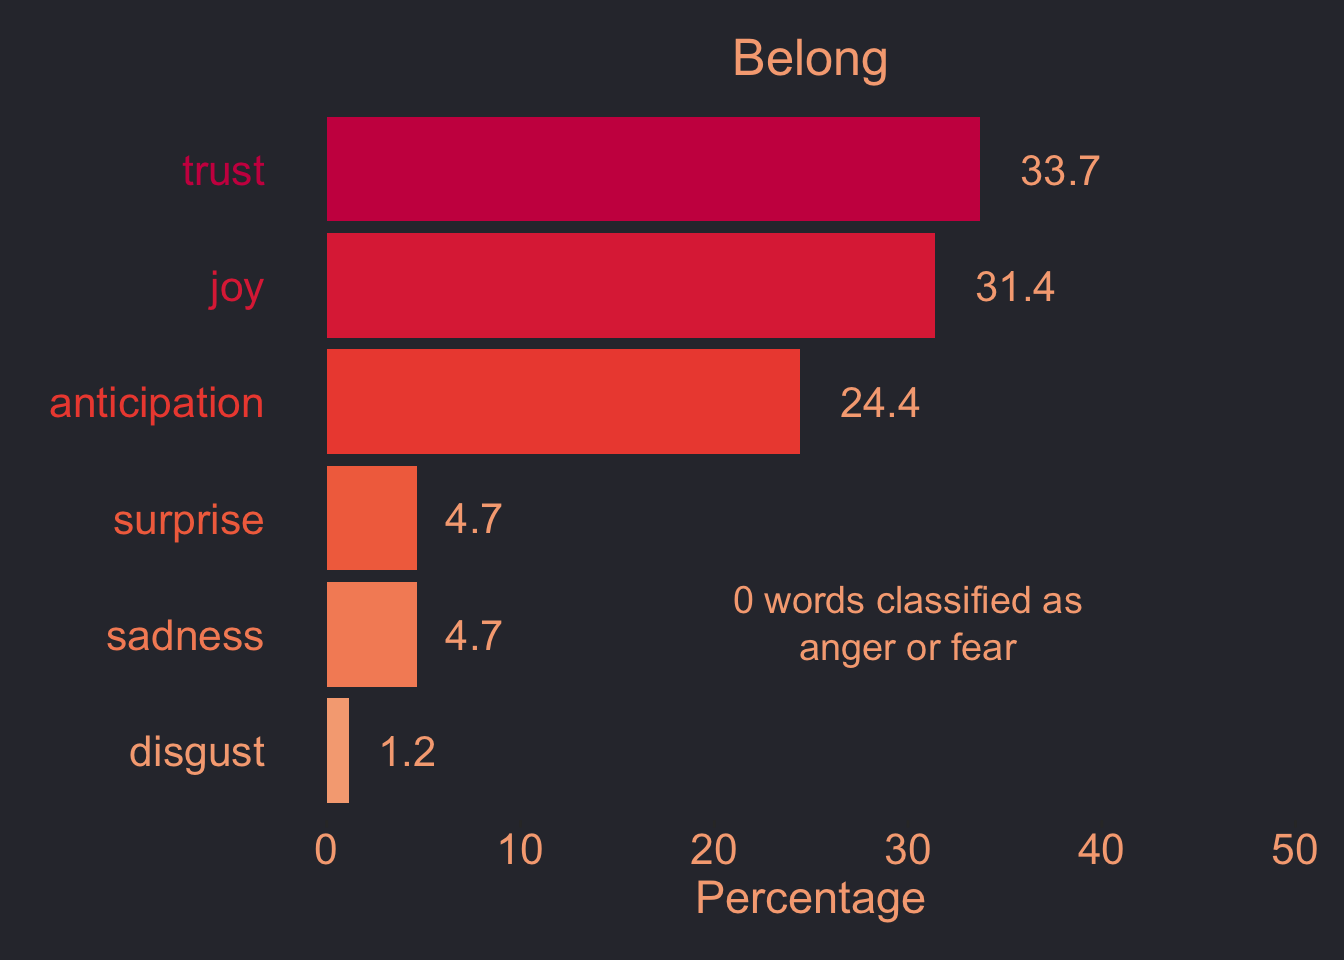 Belong
trust 33.7
joy 31.4
anticipation 24.4
surprise 4.7
sadness 4.7
0 words classified as
anger or fear
disgust 1.2
0 10 20 30 40 50
Percentage